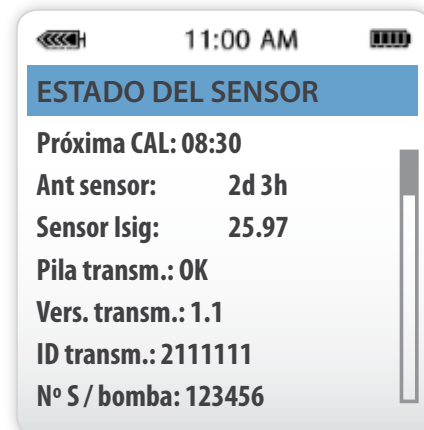 11:00 AM
ESTADO DEL SENSOR
Próxima CAL: 08:30
Ant sensor: 2d 3h
Sensor Isig: 25.97
Pila transm.: OK
Vers. transm.: 1.1
ID transm.: 2111111
Nº S / bomba: 123456